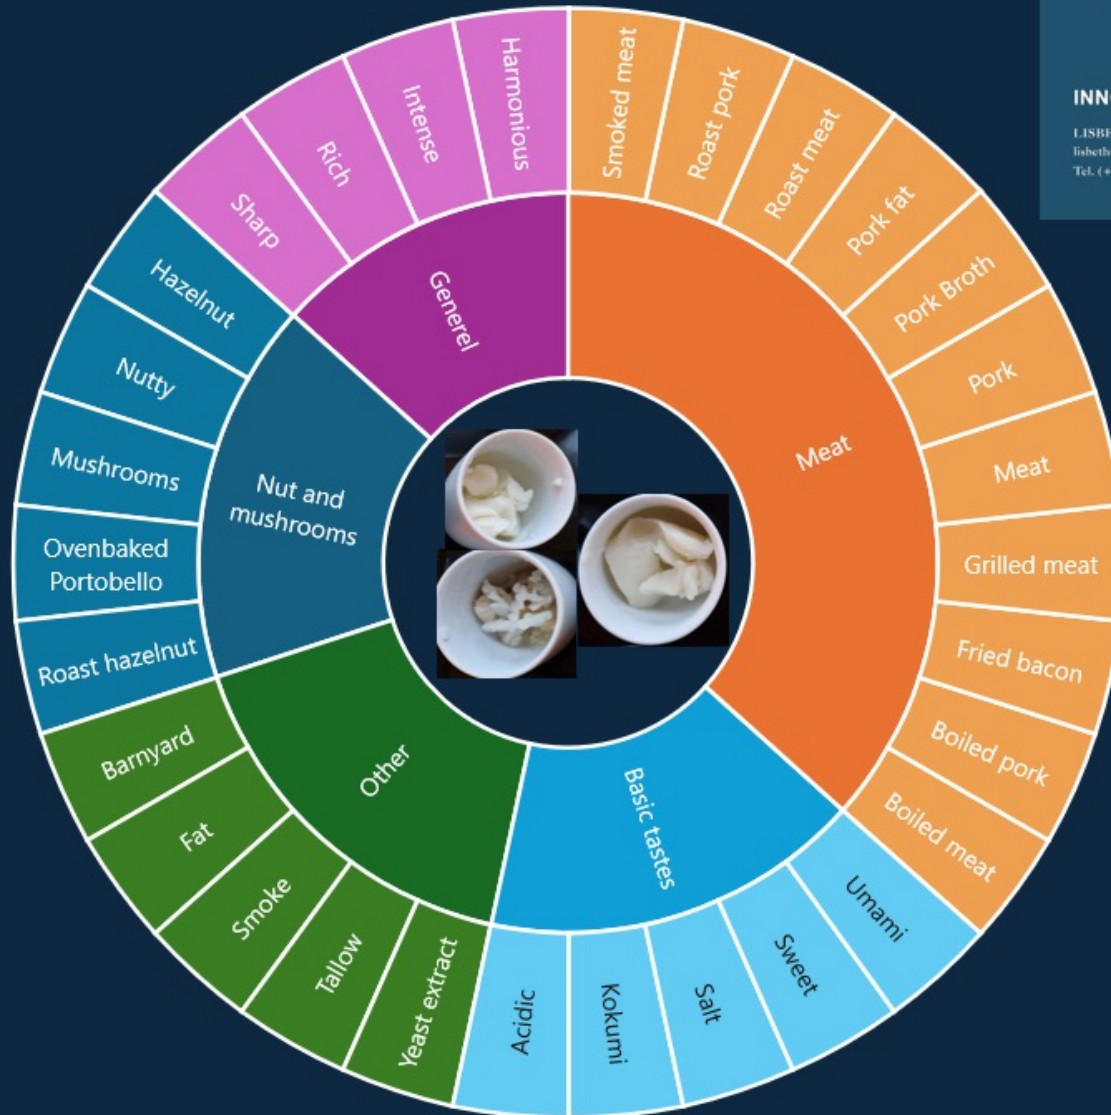 Harmonious
Smoked meat
Roast pork
Roast meat
Pork fat
Pork Broth
Pork
Meat
Grilled meat
Fried bacon
Boiled pork
Boiled meat
Umami
Sweet
Salt
Kokumi
Acidic
Yeast extract
Tallow
Smoke
Fat
Barnyard
Roast hazelnut
Ovenbaked
Portobello
Mushrooms
Nutty
Hazelnut
Sharp
Rich
Intense
Generel
Meat
Basic tastes
Other
Nut and
mushrooms
Tel. (+